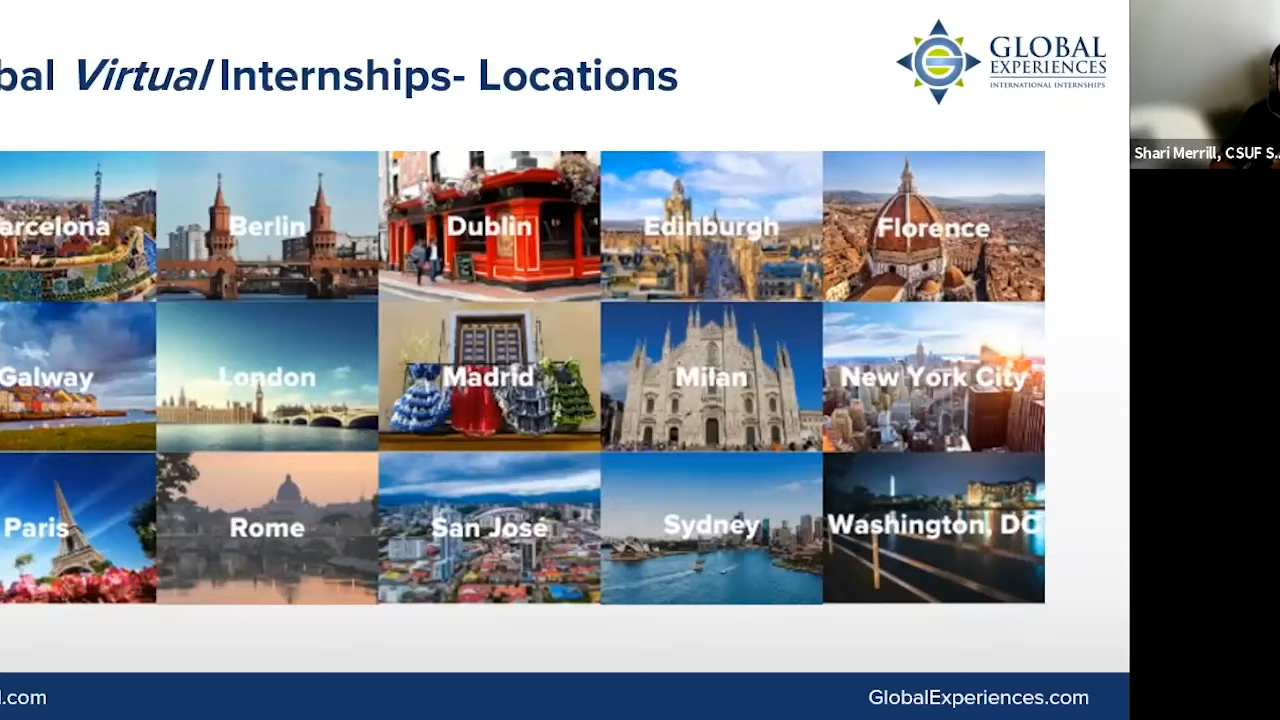 bal Virtual Internships- Locations
GLOBAL
EXPERIENCES
INTERNATIONAL INTERNSHIPS
Shari Merrill, CSUF S...
arcelona
Berlin
Dublin
Edinburgh
Florence
Galway
London
Madrid
Milan
New York City
Paris
Rome
San José
Sydney
Washington, DC
l.com
GlobalExperiences.com